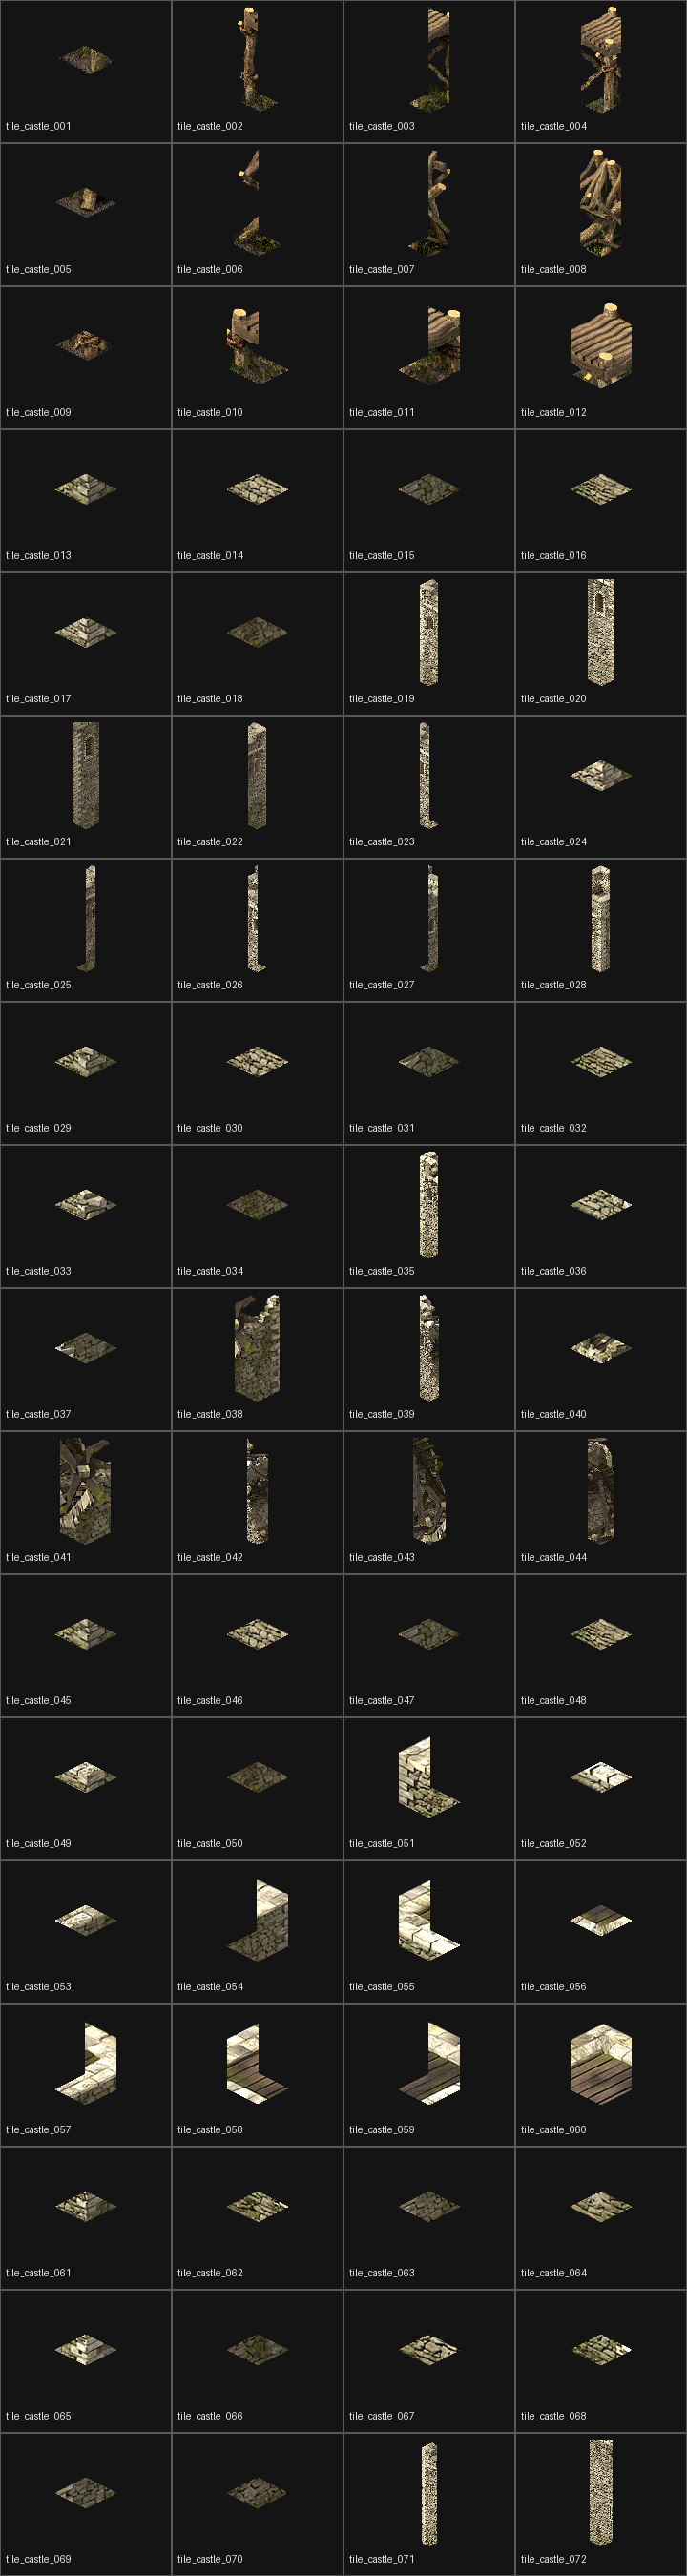 tile_castle_001 tile_castle_002 tile_castle_003 tile_castle_004
tile_castle_005 tile_castle_006 tile_castle_007 tile_castle_008
tile_castle_009 tile_castle_010 tile_castle_011 tile_castle_012
tile_castle_013 tile_castle_014 tile_castle_015 tile_castle_016
tile_castle_017 tile_castle_018 tile_castle_019 tile_castle_020
tile_castle_021 tile_castle_022 tile_castle_023 tile_castle_024
tile_castle_025 tile_castle_026 tile_castle_027 tile_castle_028
tile_castle_029 tile_castle_030 tile_castle_031 tile_castle_032
tile_castle_033 tile_castle_034 tile_castle_035 tile_castle_036
tile_castle_037 tile_castle_038 tile_castle_039 tile_castle_040
tile_castle_041 tile_castle_042 tile_castle_043 tile_castle_044
tile_castle_045 tile_castle_046 tile_castle_047 tile_castle_048
tile_castle_049 tile_castle_050 tile_castle_051 tile_castle_052
tile_castle_053 tile_castle_054 tile_castle_055 tile_castle_056
tile_castle_057 tile_castle_058 tile_castle_059 tile_castle_060
tile_castle_061 tile_castle_062 tile_castle_063 tile_castle_064
tile_castle_065 tile_castle_066 tile_castle_067 tile_castle_068
tile_castle_069 tile_castle_070 tile_castle_071 tile_castle_072